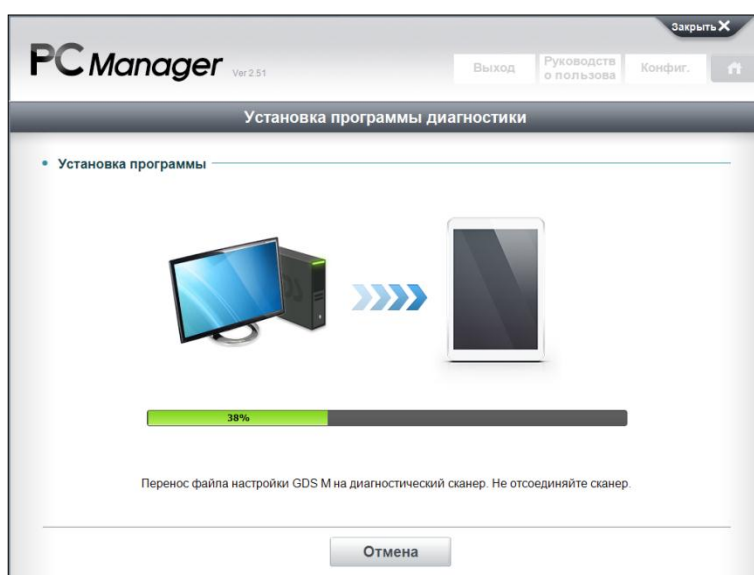 Закрыть X
PC Manager Ver 2.51
Выход
Руководств
о пользова
Конфиг.
Установка программы диагностики
Установка программы
38%
Перенос файла настройки GDS M на диагностический сканер. Не отсоединяйте сканер.
Отмена